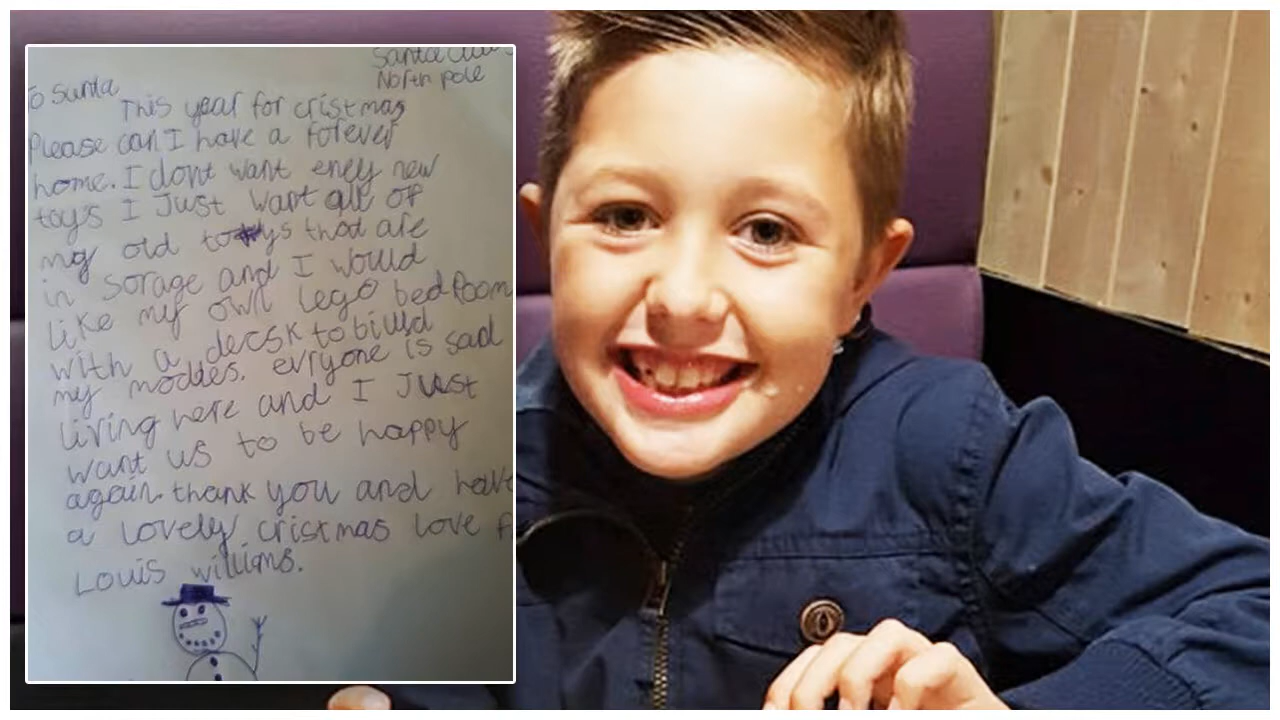 Santa Claus
North pole
To Santa
This year for cristmas
Please can I have a forever
home. I dont want eney new
toys I Just want all of
my old toys that are
in sorage and I would
like my own lego bedroom
with a decsk to biuld
my moddes. evryone is sad
living here and I Just
want us to be happy
again. thank you and have
a lovely cristmas love
Louis williams.